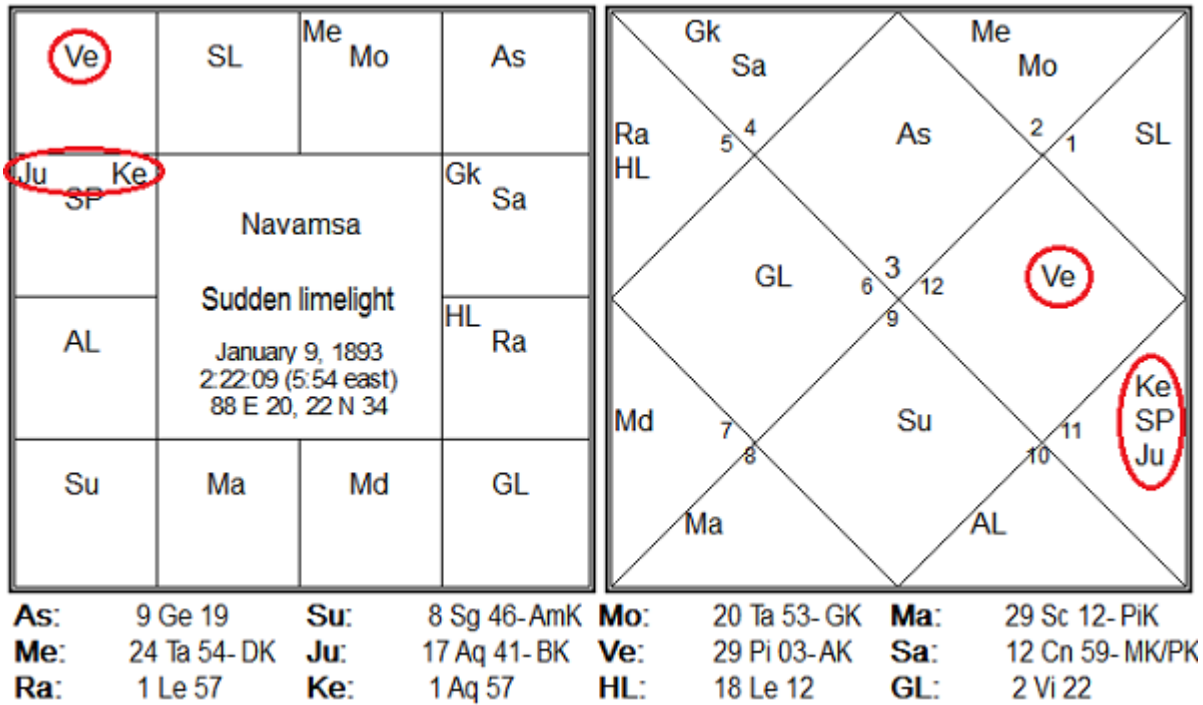 Ve
SL
Me
Mo
As
Ju Ke
SP
Gk
Sa
Navamsa
Sudden limelight
January 9, 1893
2:22:09 (5:54 east)
88 E 20, 22 N 34
AL
HL
Ra
Su
Ma
Md
GL
Gk
Sa
Me
Mo
Ra
HL
5
4
As
2
1
SL
GL
3
6
12
9
Ve
Md
7
8
Su
11
10
Ke
SP
Ju
Ma
AL
As: 9 Ge 19 Su: 8 Sg 46- AmK Mo: 20 Ta 53- GK Ma: 29 Sc 12- PiK
Me: 24 Ta 54- DK Ju: 17 Aq 41- BK Ve: 29 Pi 03- AK Sa: 12 Cn 59- MK/PK
Ra: 1 Le 57 Ke: 1 Aq 57 HL: 18 Le 12 GL: 2 Vi 22